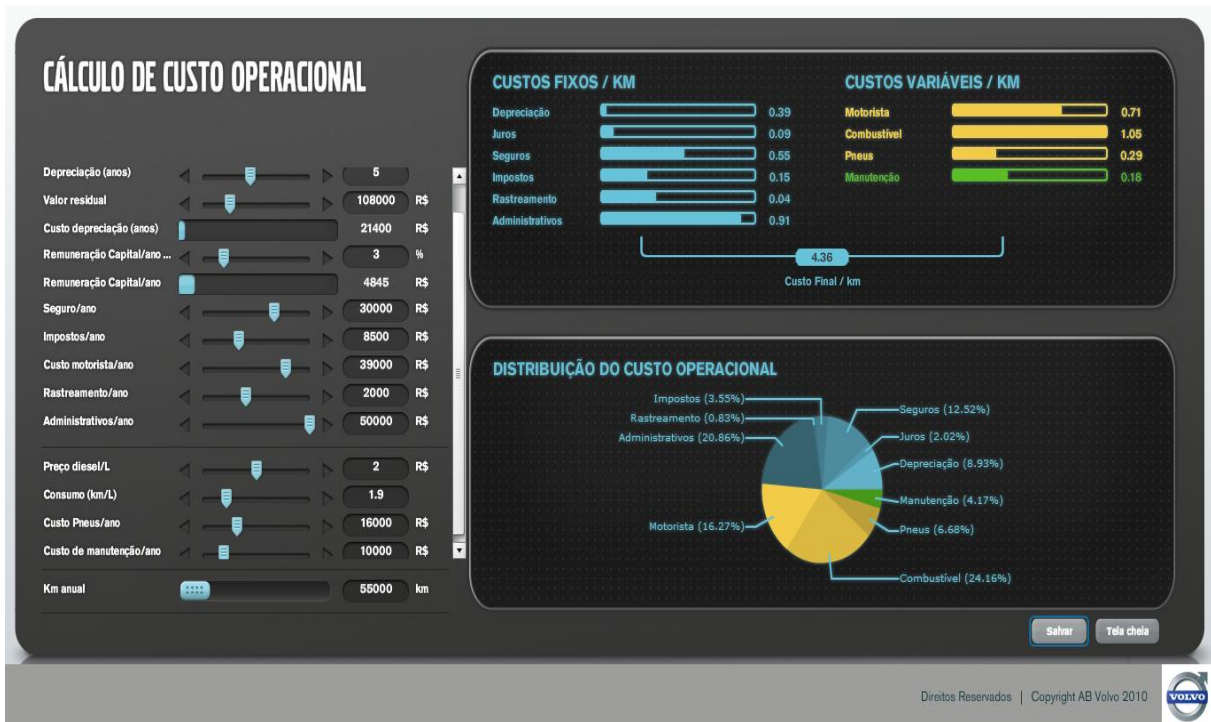 CÁLCULO DE CUSTO OPERACIONAL
Depreciação (anos) 5
Valor residual 108000 R$
Custo depreciação (anos) 21400 R$
Remuneração Capital/ano ... 3 %
Remuneração Capital/ano 4845 R$
Seguro/ano 30000 R$
Impostos/ano 8500 R$
Custo motorista/ano 39000 R$
Rastreamento/ano 2000 R$
Administrativos/ano 50000 R$
Preço diesel/L 2 R$
Consumo (km/L) 1.9
Custo Pneus/ano 16000 R$
Custo de manutenção/ano 10000 R$
Km anual 55000 km
CUSTOS FIXOS / KM
Depreciação 0.39
Juros 0.09
Seguros 0.55
Impostos 0.15
Rastreamento 0.04
Administrativos 0.91
CUSTOS VARIÁVEIS / KM
Motorista 0.71
Combustível 1.05
Pneus 0.29
Manutenção 0.18
4.36
Custo Final / km
DISTRIBUIÇÃO DO CUSTO OPERACIONAL
Impostos (3.55%)
Rastreamento (0.83%)
Administrativos (20.86%)
Motorista (16.27%)
Seguros (12.52%)
Juros (2.02%)
Depreciação (8.93%)
Manutenção (4.17%)
Pneus (6.68%)
Combustível (24.16%)
Salvar
Tela cheia
Direitos Reservados | Copyright AB Volvo 2010
VOLVO